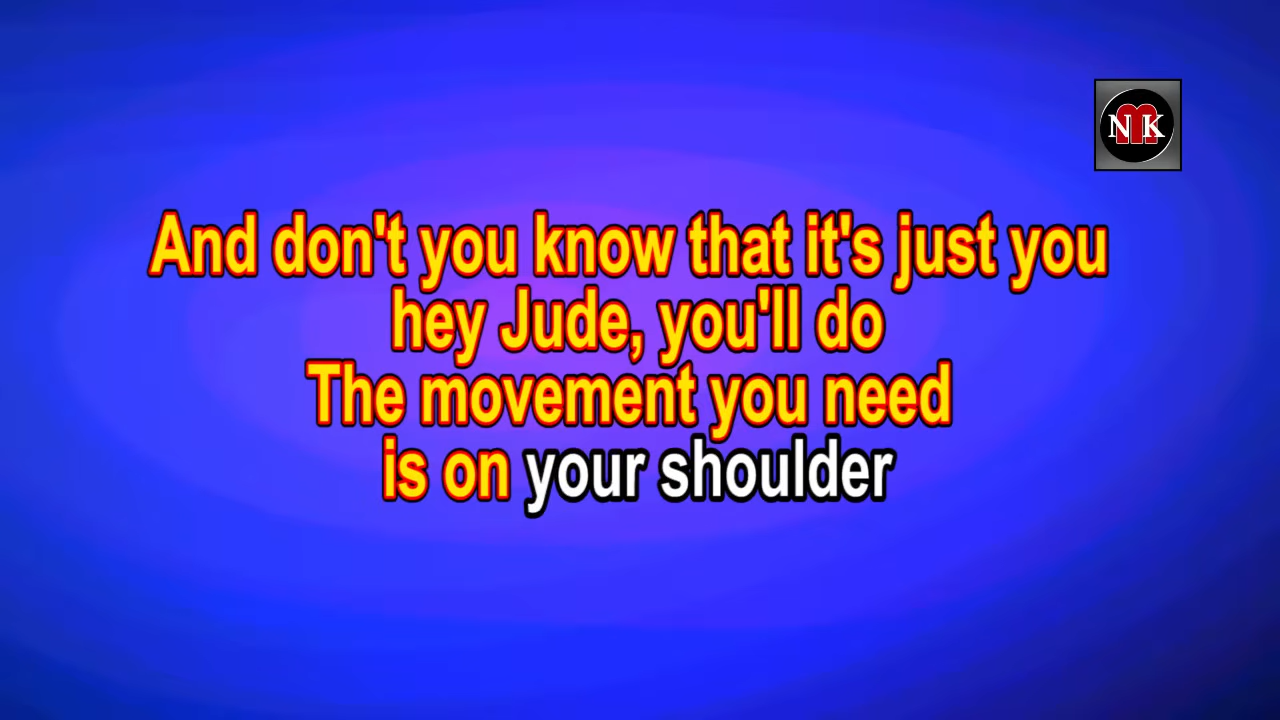 N m K
And don't you know that it's just you
hey Jude, you'll do
The movement you need
is on your shoulder